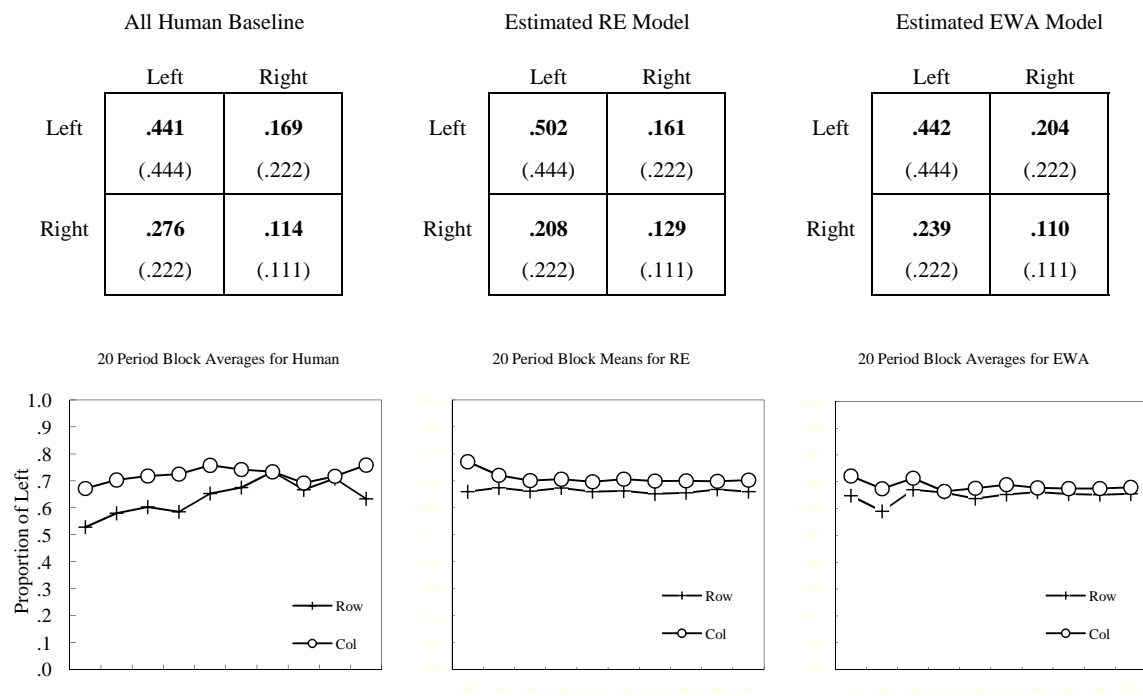 All Human Baseline
Left Right
Left .441 .169
(.444) (.222)
Right .276 .114
(.222) (.111)
Estimated RE Model
Left Right
Left .502 .161
(.444) (.222)
Right .208 .129
(.222) (.111)
Estimated EWA Model
Left Right
Left .442 .204
(.444) (.222)
Right .239 .110
(.222) (.111)
20 Period Block Averages for Human
1.0
.9
.8
.7
.6
.5
.4
.3
.2
.1
.0
Proportion of Left
Row
Col
20 Period Block Means for RE
Row
Col
20 Period Block Averages for EWA
Row
Col